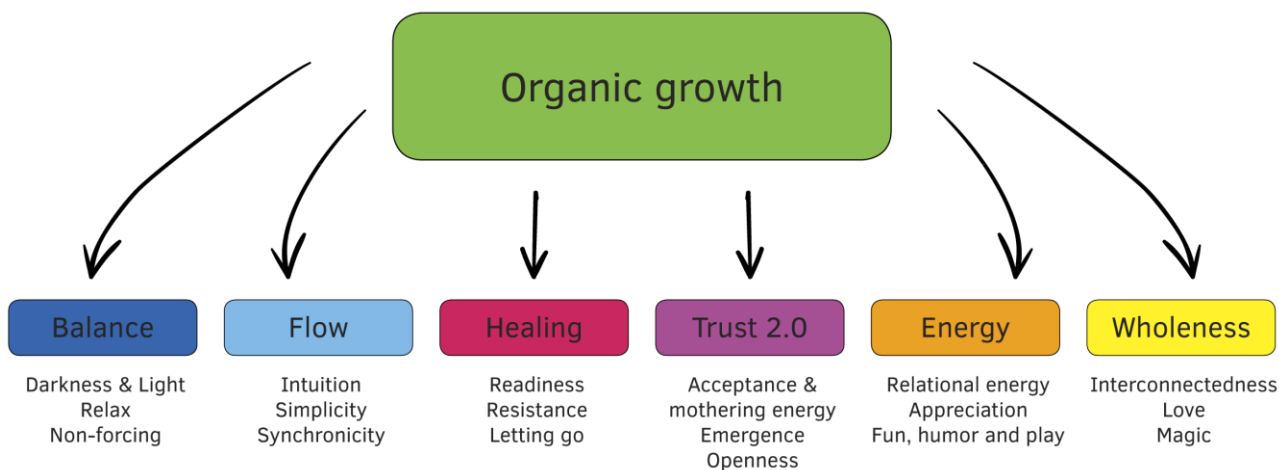 Organic growth
Balance
Darkness & Light
Relax
Non-forcing
Flow
Intuition
Simplicity
Synchronicity
Healing
Readiness
Resistance
Letting go
Trust 2.0
Acceptance &
mothering energy
Emergence
Openness
Energy
Relational energy
Appreciation
Fun, humor and play
Wholeness
Interconnectedness
Love
Magic